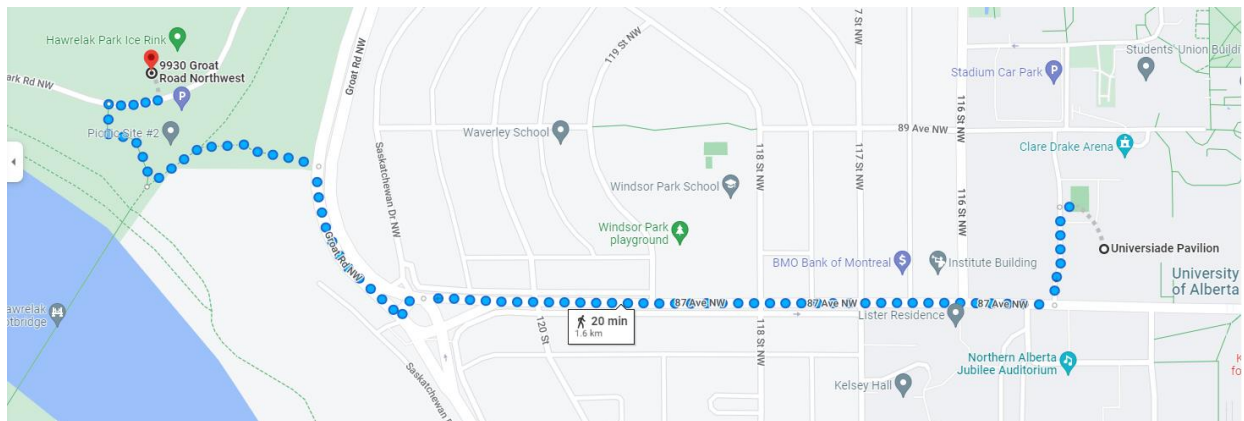 Hawrelak Park Ice Rink
9930 Groat
Road Northwest
ark Rd NW
P
Picnic Site #2
Groat Rd NW
119 St NW
7 St NW
116 St NW
Students' Union Buildi
Stadium Car Park
P
Waverley School
89 Ave NW
Clare Drake Arena
Saskatchewan Dr NW
118 St NW
117 St NW
Windsor Park School
116 St NW
Windsor Park
playground
Universiade Pavilion
Groat Rd NW
BMO Bank of Montreal
$
Institute Building
University
of Alberta
awrelak
otbridge
87 Ave NW
87 Ave NW
87 Ave NW
20 min
1.6 km
120 St
118 St NW
Lister Residence
Northern Alberta
Jubilee Auditorium
Kelsey Hall
Saskatchewan D
K
fo